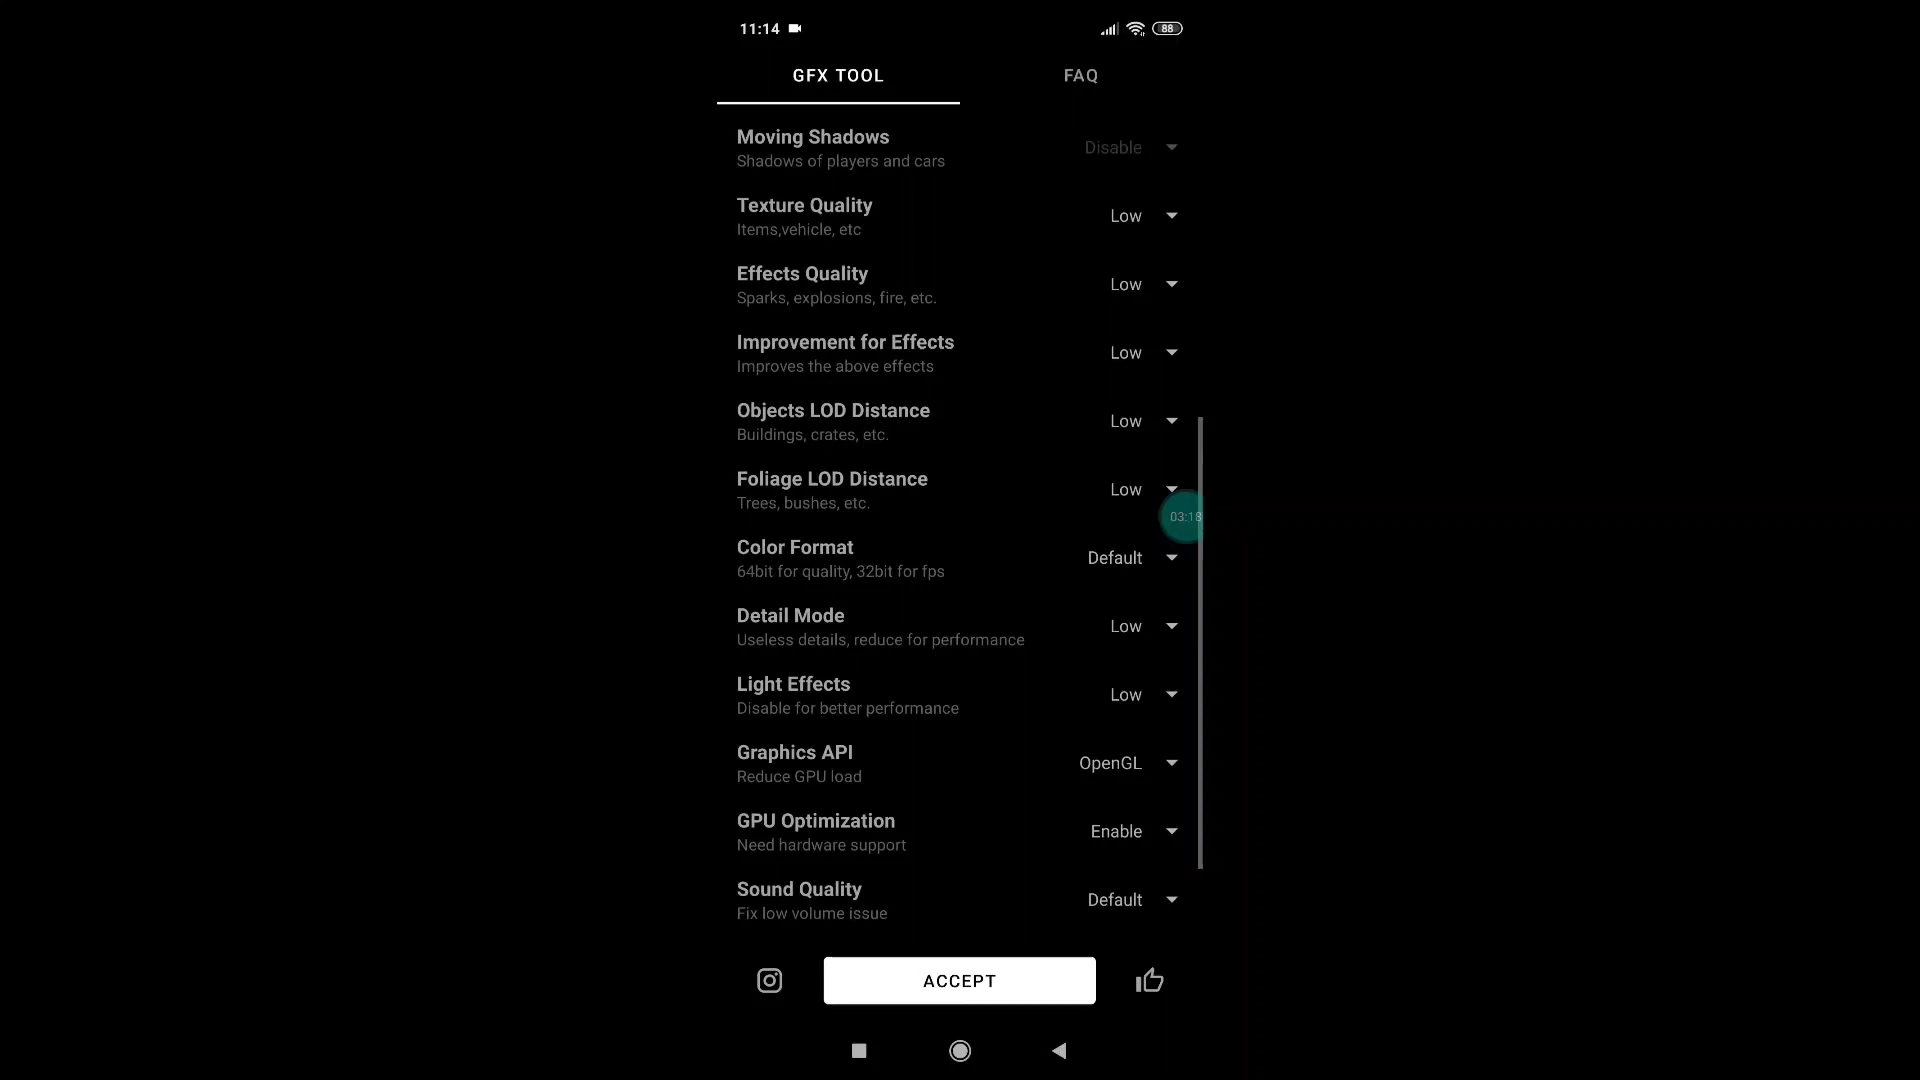 11:14
88
GFX TOOL
FAQ
Moving Shadows
Shadows of players and cars
Disable
Texture Quality
Items,vehicle, etc
Low
Effects Quality
Sparks, explosions, fire, etc.
Low
Improvement for Effects
Improves the above effects
Low
Objects LOD Distance
Buildings, crates, etc.
Low
Foliage LOD Distance
Trees, bushes, etc.
Low
03:18
Color Format
64bit for quality, 32bit for fps
Default
Detail Mode
Useless details, reduce for performance
Low
Light Effects
Disable for better performance
Low
Graphics API
Reduce GPU load
OpenGL
GPU Optimization
Need hardware support
Enable
Sound Quality
Fix low volume issue
Default
ACCEPT